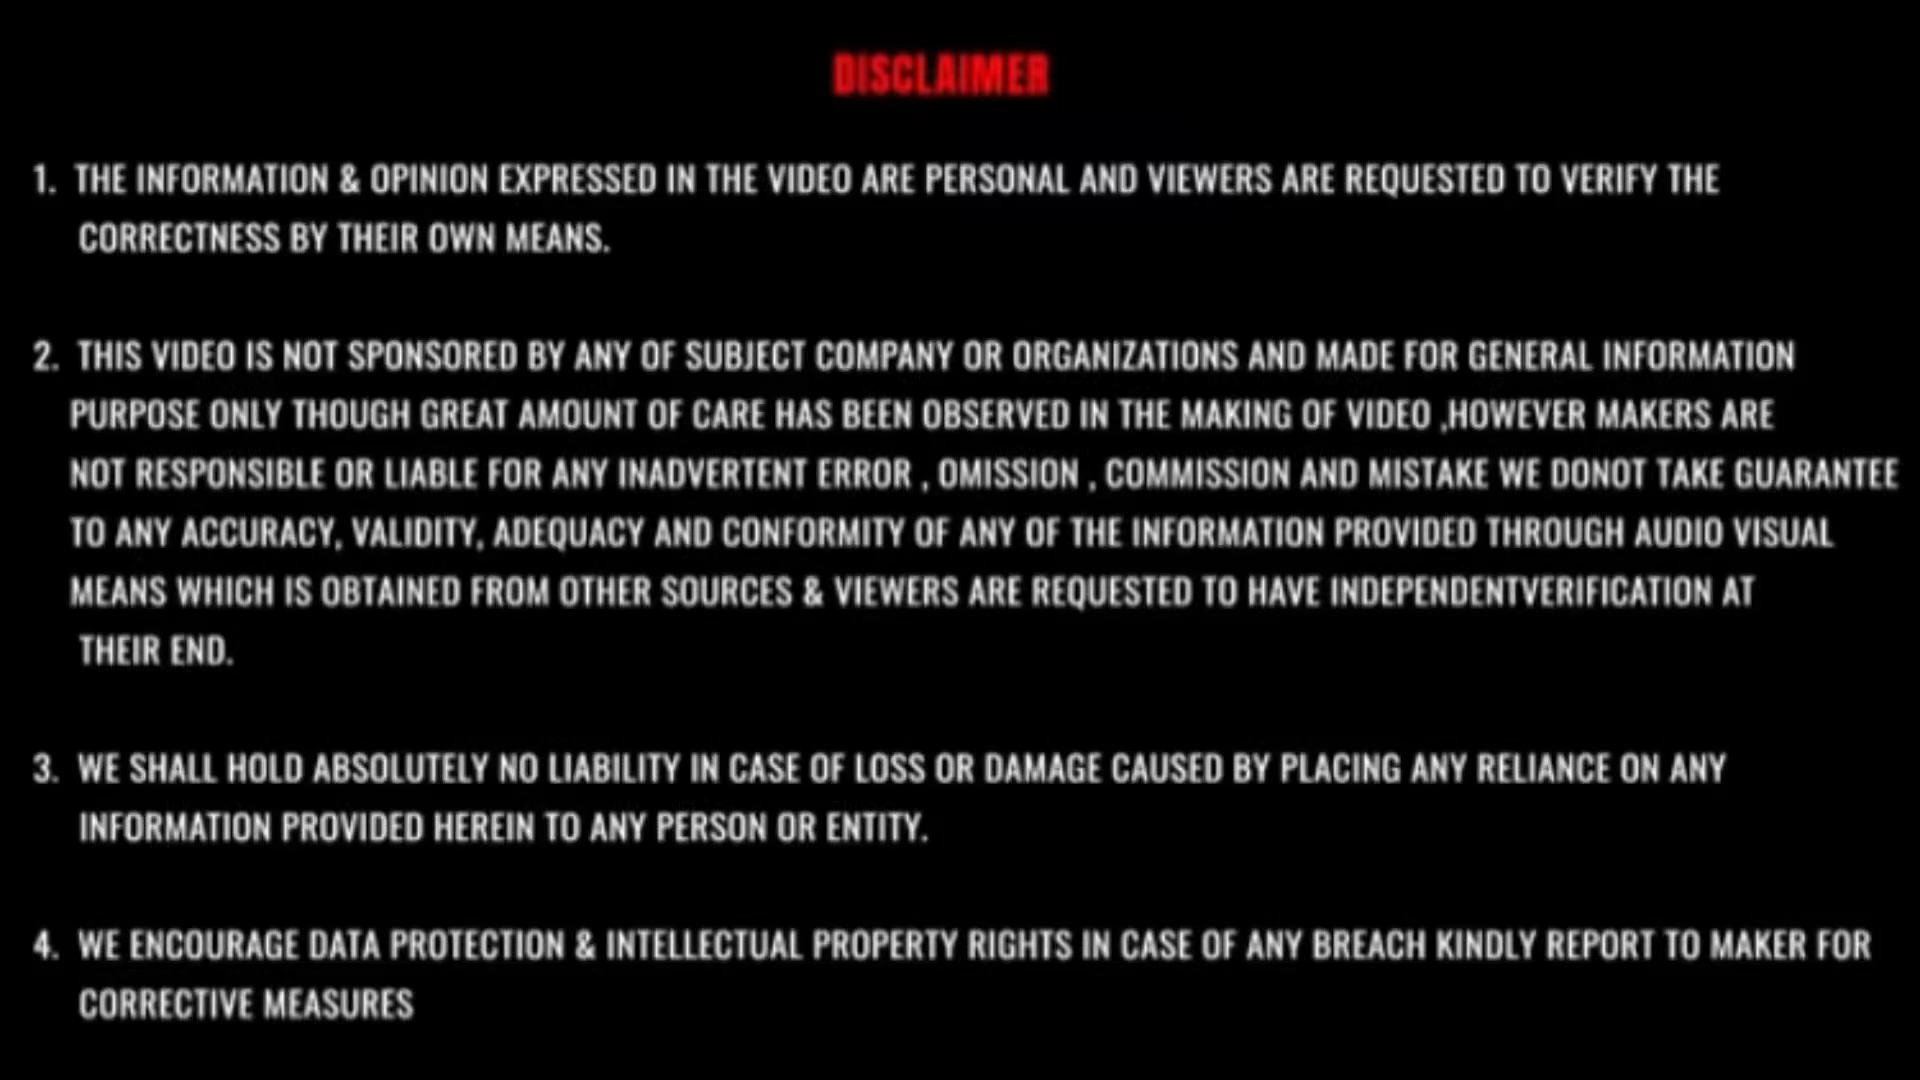 DISCLAIMER
1. THE INFORMATION & OPINION EXPRESSED IN THE VIDEO ARE PERSONAL AND VIEWERS ARE REQUESTED TO VERIFY THE
CORRECTNESS BY THEIR OWN MEANS.
2. THIS VIDEO IS NOT SPONSORED BY ANY OF SUBJECT COMPANY OR ORGANIZATIONS AND MADE FOR GENERAL INFORMATION
PURPOSE ONLY THOUGH GREAT AMOUNT OF CARE HAS BEEN OBSERVED IN THE MAKING OF VIDEO ,HOWEVER MAKERS ARE
NOT RESPONSIBLE OR LIABLE FOR ANY INADVERTENT ERROR , OMISSION , COMMISSION AND MISTAKE WE DONOT TAKE GUARANTEE
TO ANY ACCURACY, VALIDITY, ADEQUACY AND CONFORMITY OF ANY OF THE INFORMATION PROVIDED THROUGH AUDIO VISUAL
MEANS WHICH IS OBTAINED FROM OTHER SOURCES & VIEWERS ARE REQUESTED TO HAVE INDEPENDENTVERIFICATION AT
THEIR END.
3. WE SHALL HOLD ABSOLUTELY NO LIABILITY IN CASE OF LOSS OR DAMAGE CAUSED BY PLACING ANY RELIANCE ON ANY
INFORMATION PROVIDED HEREIN TO ANY PERSON OR ENTITY.
4. WE ENCOURAGE DATA PROTECTION & INTELLECTUAL PROPERTY RIGHTS IN CASE OF ANY BREACH KINDLY REPORT TO MAKER FOR
CORRECTIVE MEASURES